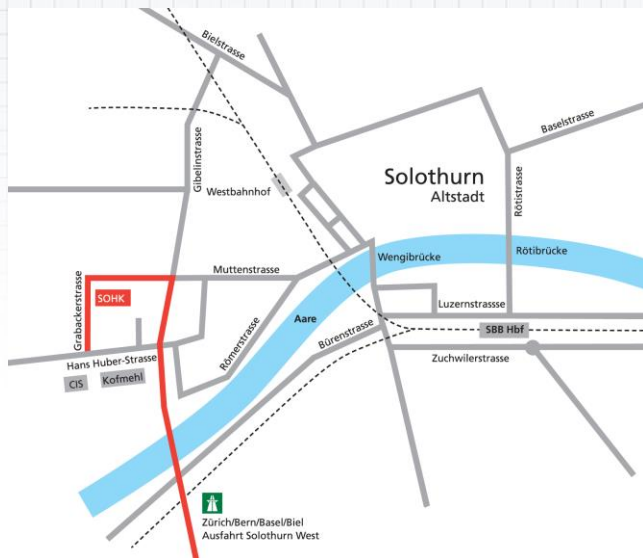 Bielstrasse
Baselstrasse
Gibelinstrasse
Solothurn
Altstadt
Rötistrasse
Westbahnhof
Wengibrücke
Rötibrücke
Muttenstrasse
Grabackerstrasse
SOHK
Luzernstrassse
Aare
SBB Hbf
Römerstrasse
Bürenstrasse
Zuchwilerstrasse
Hans Huber-Strasse
CIS
Kofmehl
Zürich/Bern/Basel/Biel
Ausfahrt Solothurn West